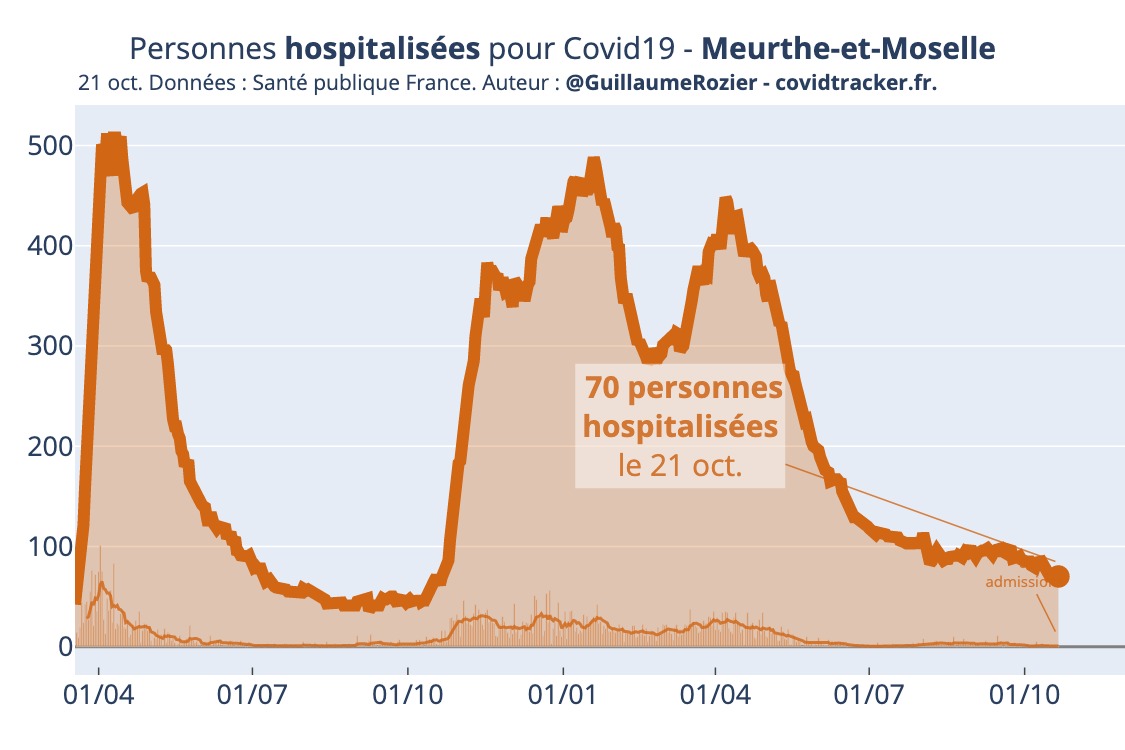 Personnes hospitalisées pour Covid19 - Meurthe-et-Moselle
21 oct. Données : Santé publique France. Auteur : @GuillaumeRozier - covidtracker.fr.
500
400
300
200
100
0
70 personnes
hospitalisées
le 21 oct.
admission
01/04 01/07 01/10 01/01 01/04 01/07 01/10